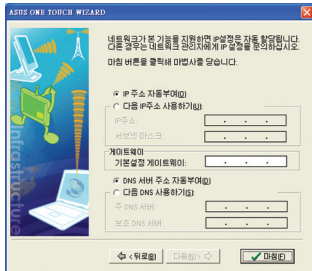 ASUS ONE TOUCH WIZARD
네트워크가 본 기능을 지원하면 IP설정은 자동 할당됩니다.
다른 경우는 네트워크 관리자에게 IP 설정을 문의하십시오.
마침 버튼을 클릭해 마법사를 닫습니다.
IP 주소 자동부여(O)
다음 IP주소 사용하기(U):
IP주소:
서브넷 마스크:
게이트웨이
기본설정 게이트웨이:
DNS 서버 주소 자동부여(D)
다음 DNS 사용하기(S):
주 DNS 서버:
보조 DNS 서버:
< 뒤로(B)
다음(N) >
마침(F)
Infrastructure